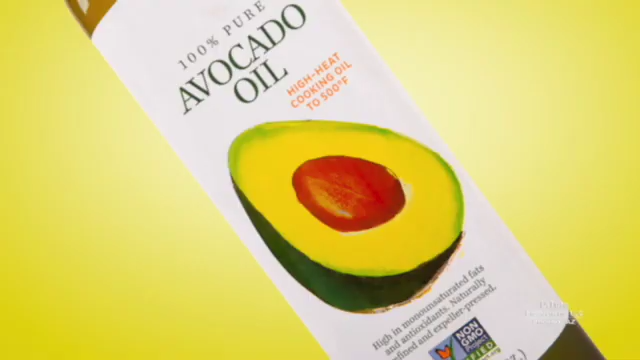 100% PURE
AVOCADO
OIL
HIGH-HEAT
COOKING OIL
TO 500°F
High in monounsaturated fats
and antioxidants. Naturally
refined and expeller-pressed.
NON
GMO
Project